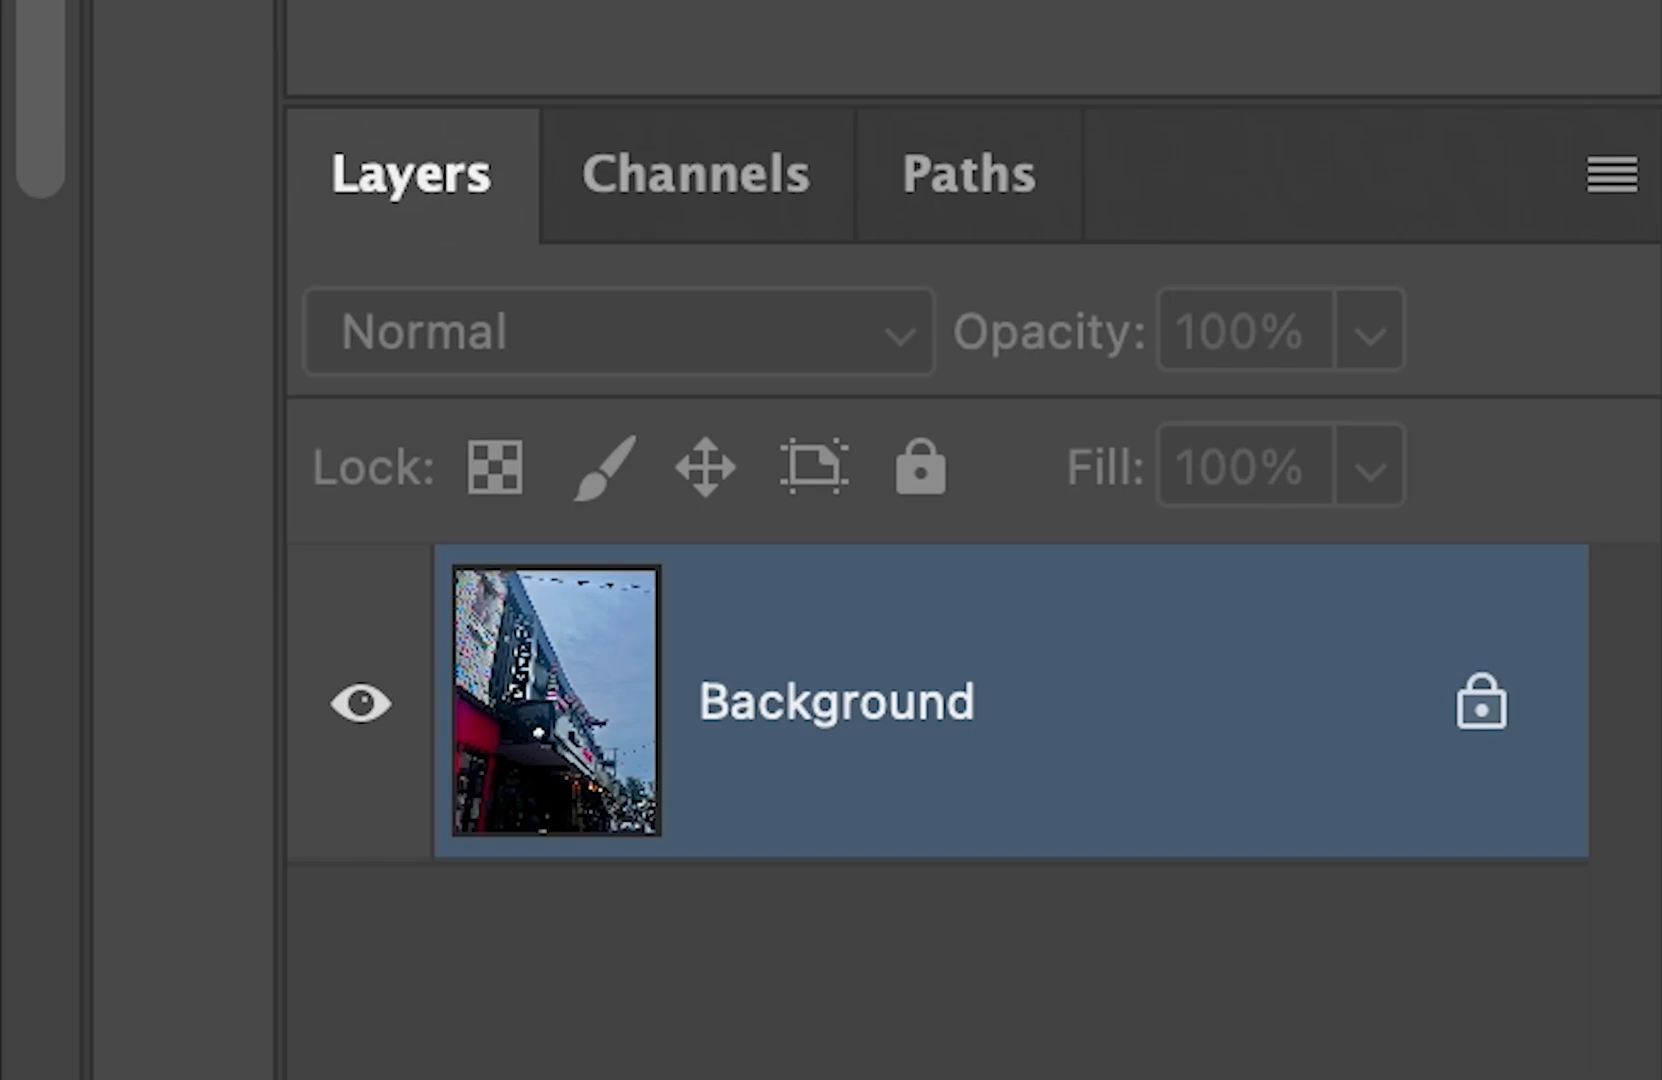 Layers Channels Paths
Normal Opacity: 100%
Lock: Fill: 100%
Background